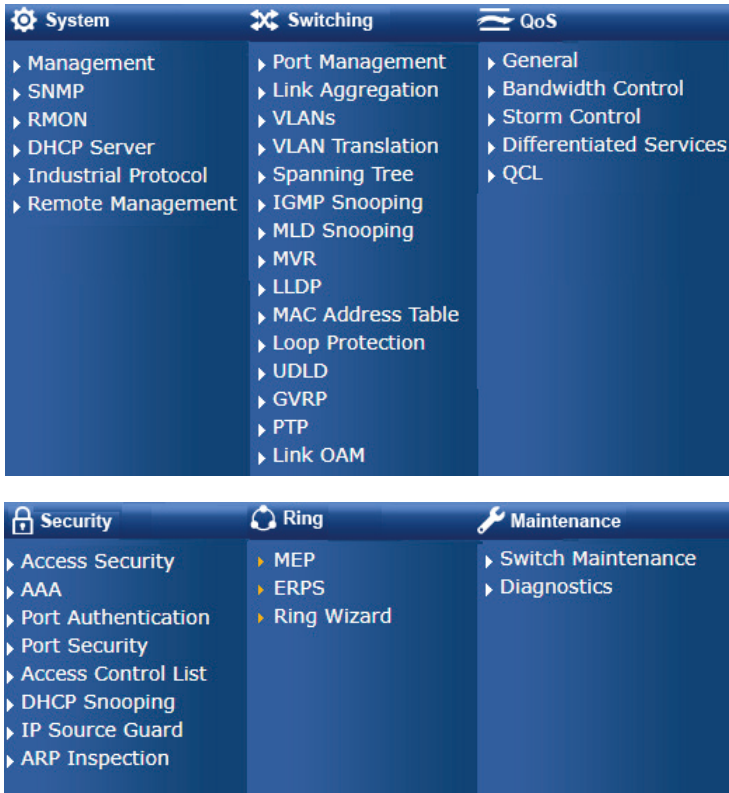 System
Management
SNMP
RMON
DHCP Server
Industrial Protocol
Remote Management
Switching
Port Management
Link Aggregation
VLANs
VLAN Translation
Spanning Tree
IGMP Snooping
MLD Snooping
MVR
LLDP
MAC Address Table
Loop Protection
UDLD
GVRP
PTP
Link OAM
QoS
General
Bandwidth Control
Storm Control
Differentiated Services
QCL
Security
Access Security
AAA
Port Authentication
Port Security
Access Control List
DHCP Snooping
IP Source Guard
ARP Inspection
Ring
MEP
ERPS
Ring Wizard
Maintenance
Switch Maintenance
Diagnostics